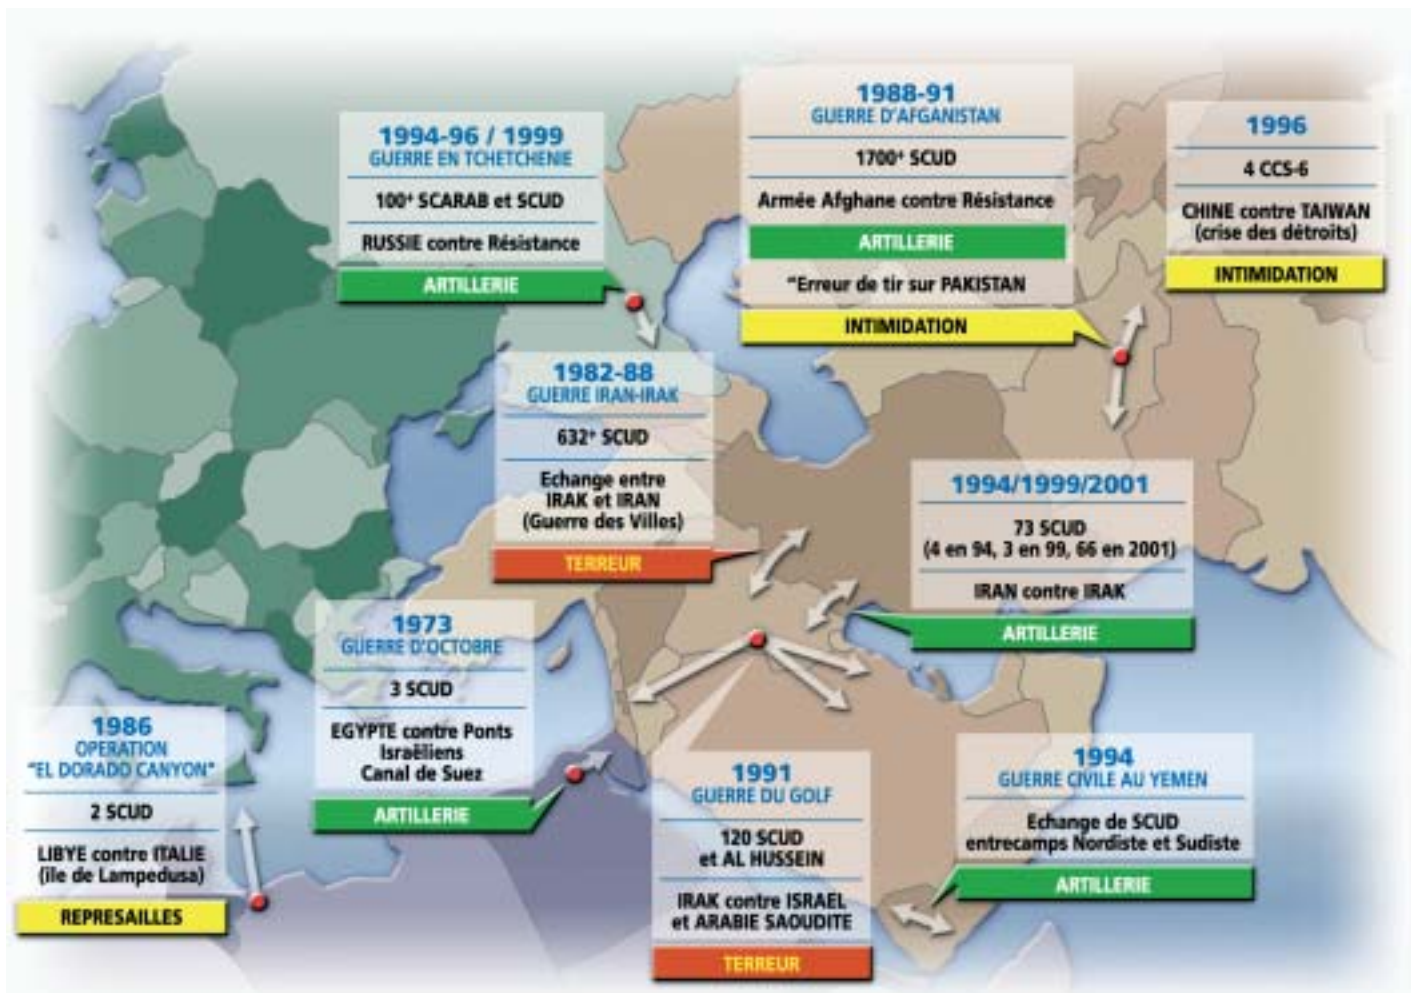 1994-96 / 1999
GUERRE EN TCHETCHENIE
100+ SCARAB et SCUD
RUSSIE contre Résistance
ARTILLERIE
1988-91
GUERRE D'AFGANISTAN
1700+ SCUD
Armée Afghane contre Résistance
ARTILLERIE
"Erreur de tir sur PAKISTAN
INTIMIDATION
1996
4 CCS-6
CHINE contre TAIWAN
(crise des détroits)
INTIMIDATION
1982-88
GUERRE IRAN-IRAK
632+ SCUD
Echange entre
IRAK et IRAN
(Guerre des Villes)
TERREUR
1994/1999/2001
73 SCUD
(4 en 94, 3 en 99, 66 en 2001)
IRAN contre IRAK
ARTILLERIE
1973
GUERRE D'OCTOBRE
3 SCUD
EGYPTE contre Ponts
Israëliens
Canal de Suez
ARTILLERIE
1986
OPERATION
"EL DORADO CANYON"
2 SCUD
LIBYE contre ITALIE
(île de Lampedusa)
REPRESAILLES
1991
GUERRE DU GOLF
120 SCUD
et AL HUSSEIN
IRAK contre ISRAEL
et ARABIE SAOUDITE
TERREUR
1994
GUERRE CIVILE AU YEMEN
Echange de SCUD
entrecamps Nordiste et Sudiste
ARTILLERIE